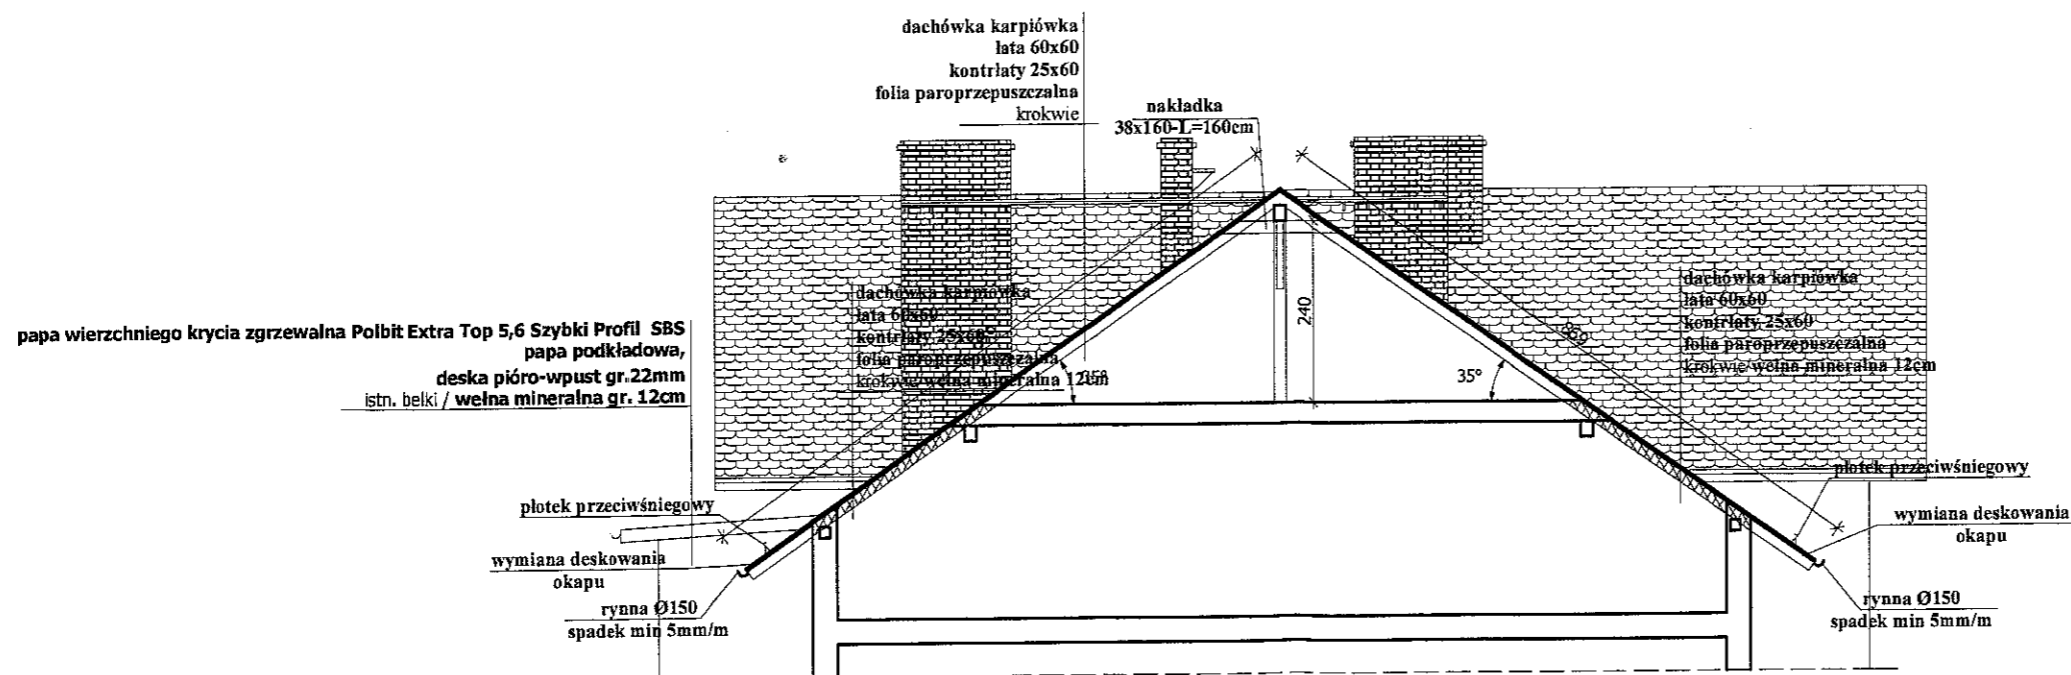 dachówka karpiówka
łata 60x60
kontrłaty 25x60
folia paroprzepuszczalna
krokwie
nakładka
38x160-L=160cm
dachówka karpiówka
łata 60x60
kontrłaty 25x60
folia paroprzepuszczalna
krokwie/wełna mineralna 12cm
35°
240
35°
860
dachówka karpiówka
łata 60x60
kontrłaty 25x60
folia paroprzepuszczalna
krokwie/wełna mineralna 12cm
papa wierzchniego krycia zgrzewalna Polbit Extra Top 5,6 Szybki Profil SBS
papa podkładowa,
deska pióro-wpust gr.22mm
istn. belki / wełna mineralna gr. 12cm
płotek przeciwśniegowy
wymiana deskowania
okapu
rynna Ø150
spadek min 5mm/m
płotek przeciwśniegowy
wymiana deskowania
okapu
rynna Ø150
spadek min 5mm/m